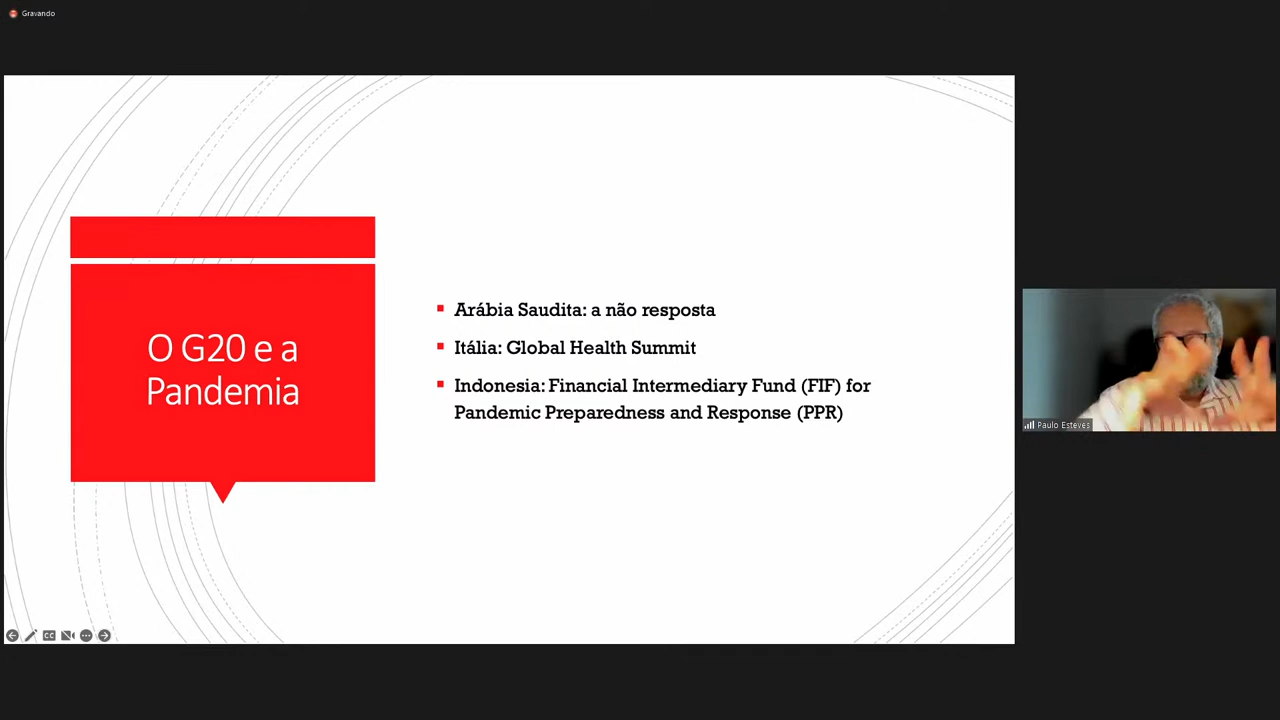 Gravando
O G20 e a
Pandemia
Arábia Saudita: a não resposta
Itália: Global Health Summit
Indonesia: Financial Intermediary Fund (FIF) for
Pandemic Preparedness and Response (PPR)
Paulo Esteves
CC